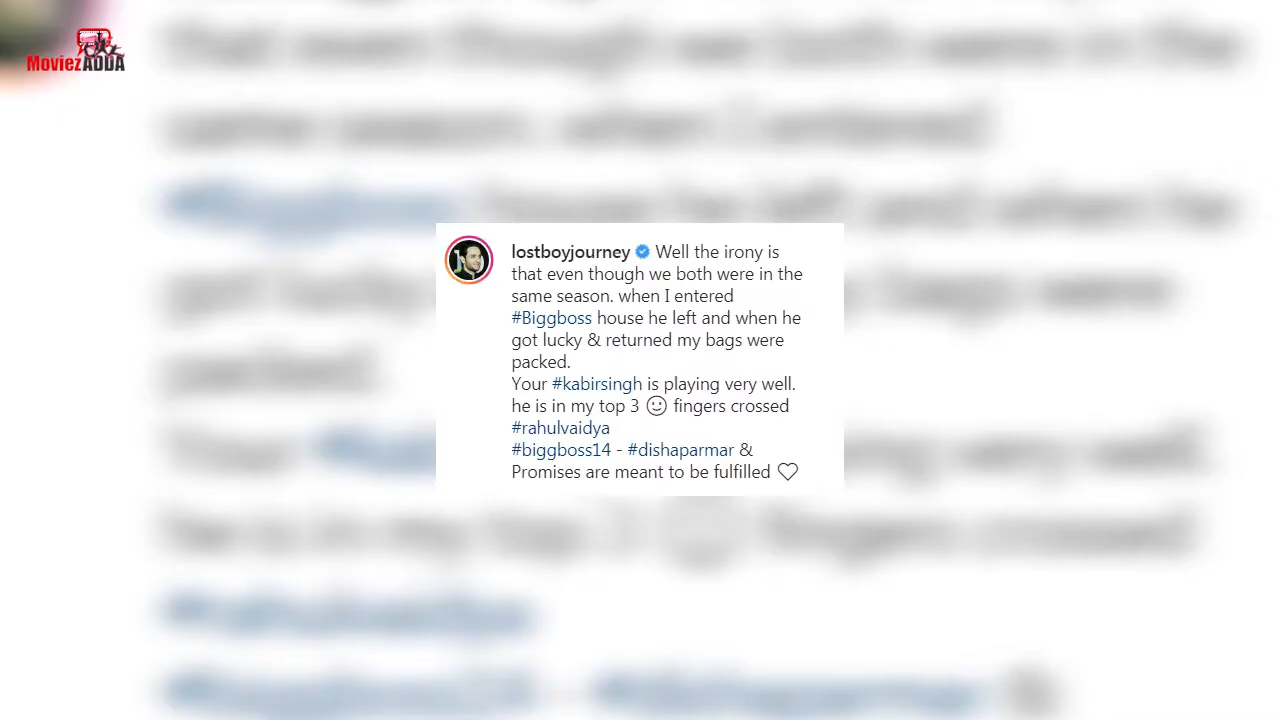 MoviezADDA
lostboyjourney Well the irony is
that even though we both were in the
same season. when I entered
#Biggboss house he left and when he
got lucky & returned my bags were
packed.
Your #kabirsingh is playing very well.
he is in my top 3 🙂 fingers crossed
#rahulvaidya
#biggboss14 - #dishaparmar &
Promises are meant to be fulfilled ♡